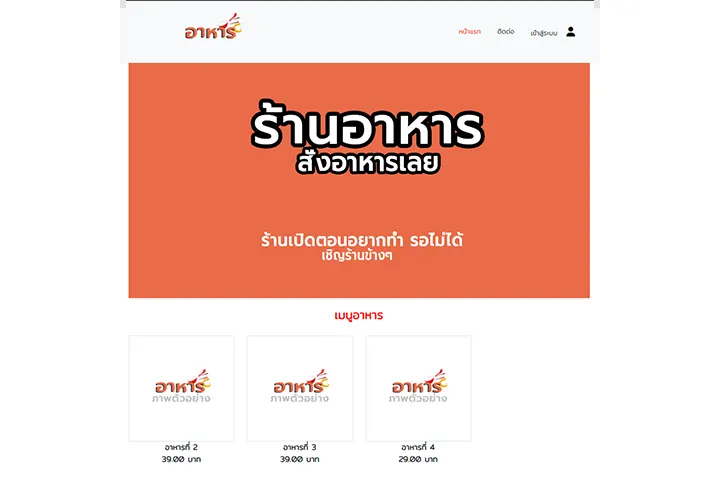 อาหาร
หน้าแรก ติดต่อ เข้าสู่ระบบ
ร้านอาหาร
สั่งอาหารเลย
ร้านเปิดตอนอยากทำ รอไม่ได้
เชิญร้านข้างๆ
เมนูอาหาร
อาหาร อาหาร อาหาร
ภาพตัวอย่าง ภาพตัวอย่าง ภาพตัวอย่าง
อาหารที่ 2 อาหารที่ 3 อาหารที่ 4
39.00 บาท 39.00 บาท 29.00 บาท